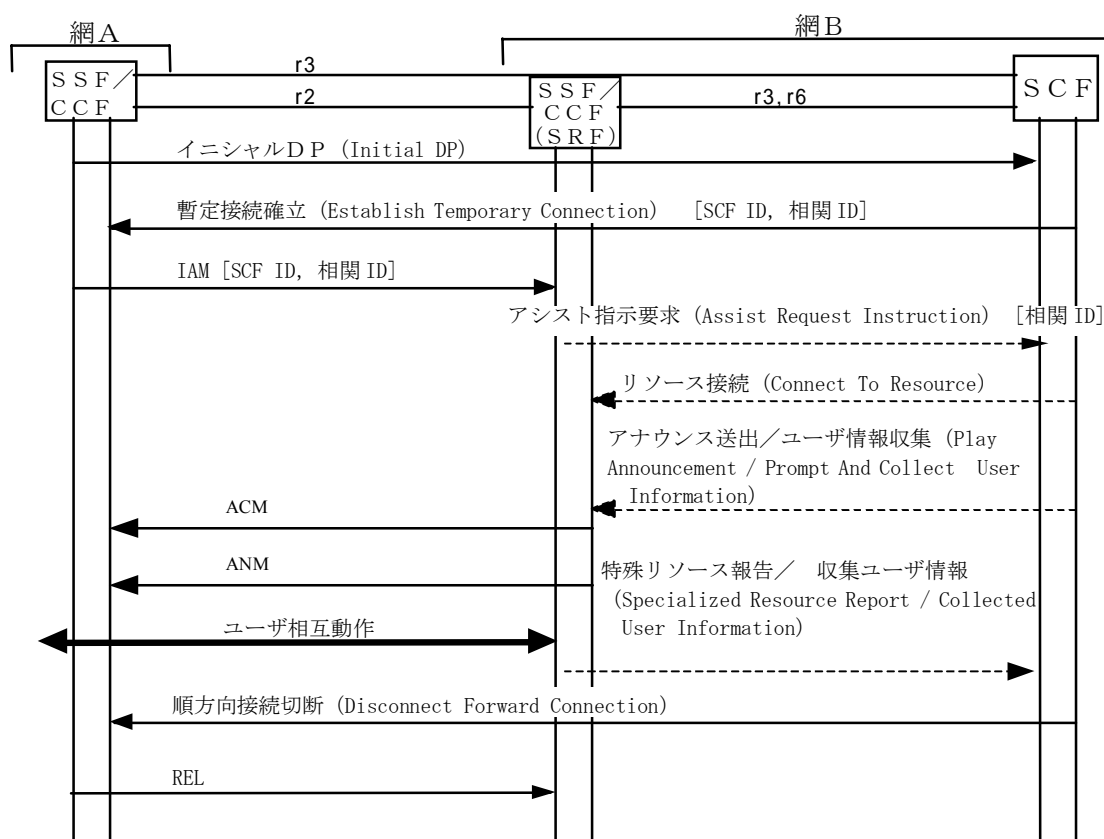 網A
網B
r3
SSF／
CCF
r2
SSF／
CCF
(SRF)
r3, r6
SCF
イニシャルＤＰ (Initial DP)
暫定接続確立 (Establish Temporary Connection) [SCF ID, 相関 ID]
IAM [SCF ID, 相関 ID]
アシスト指示要求 (Assist Request Instruction) [相関 ID]
リソース接続 (Connect To Resource)
アナウンス送出／ユーザ情報収集 (Play
Announcement / Prompt And Collect User
Information)
ACM
ANM
特殊リソース報告／ 収集ユーザ情報
(Specialized Resource Report / Collected
User Information)
ユーザ相互動作
順方向接続切断 (Disconnect Forward Connection)
REL